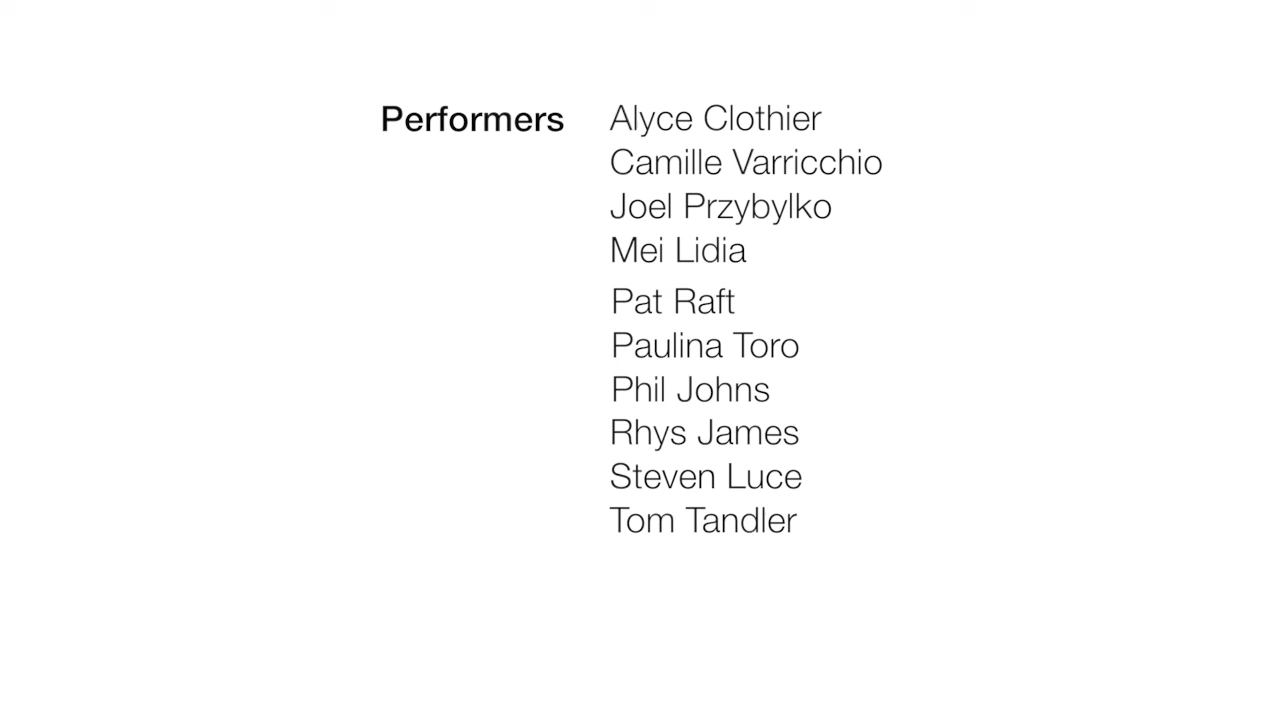 Performers Alyce Clothier
Camille Varricchio
Joel Przybylko
Mei Lidia
Pat Raft
Paulina Toro
Phil Johns
Rhys James
Steven Luce
Tom Tandler